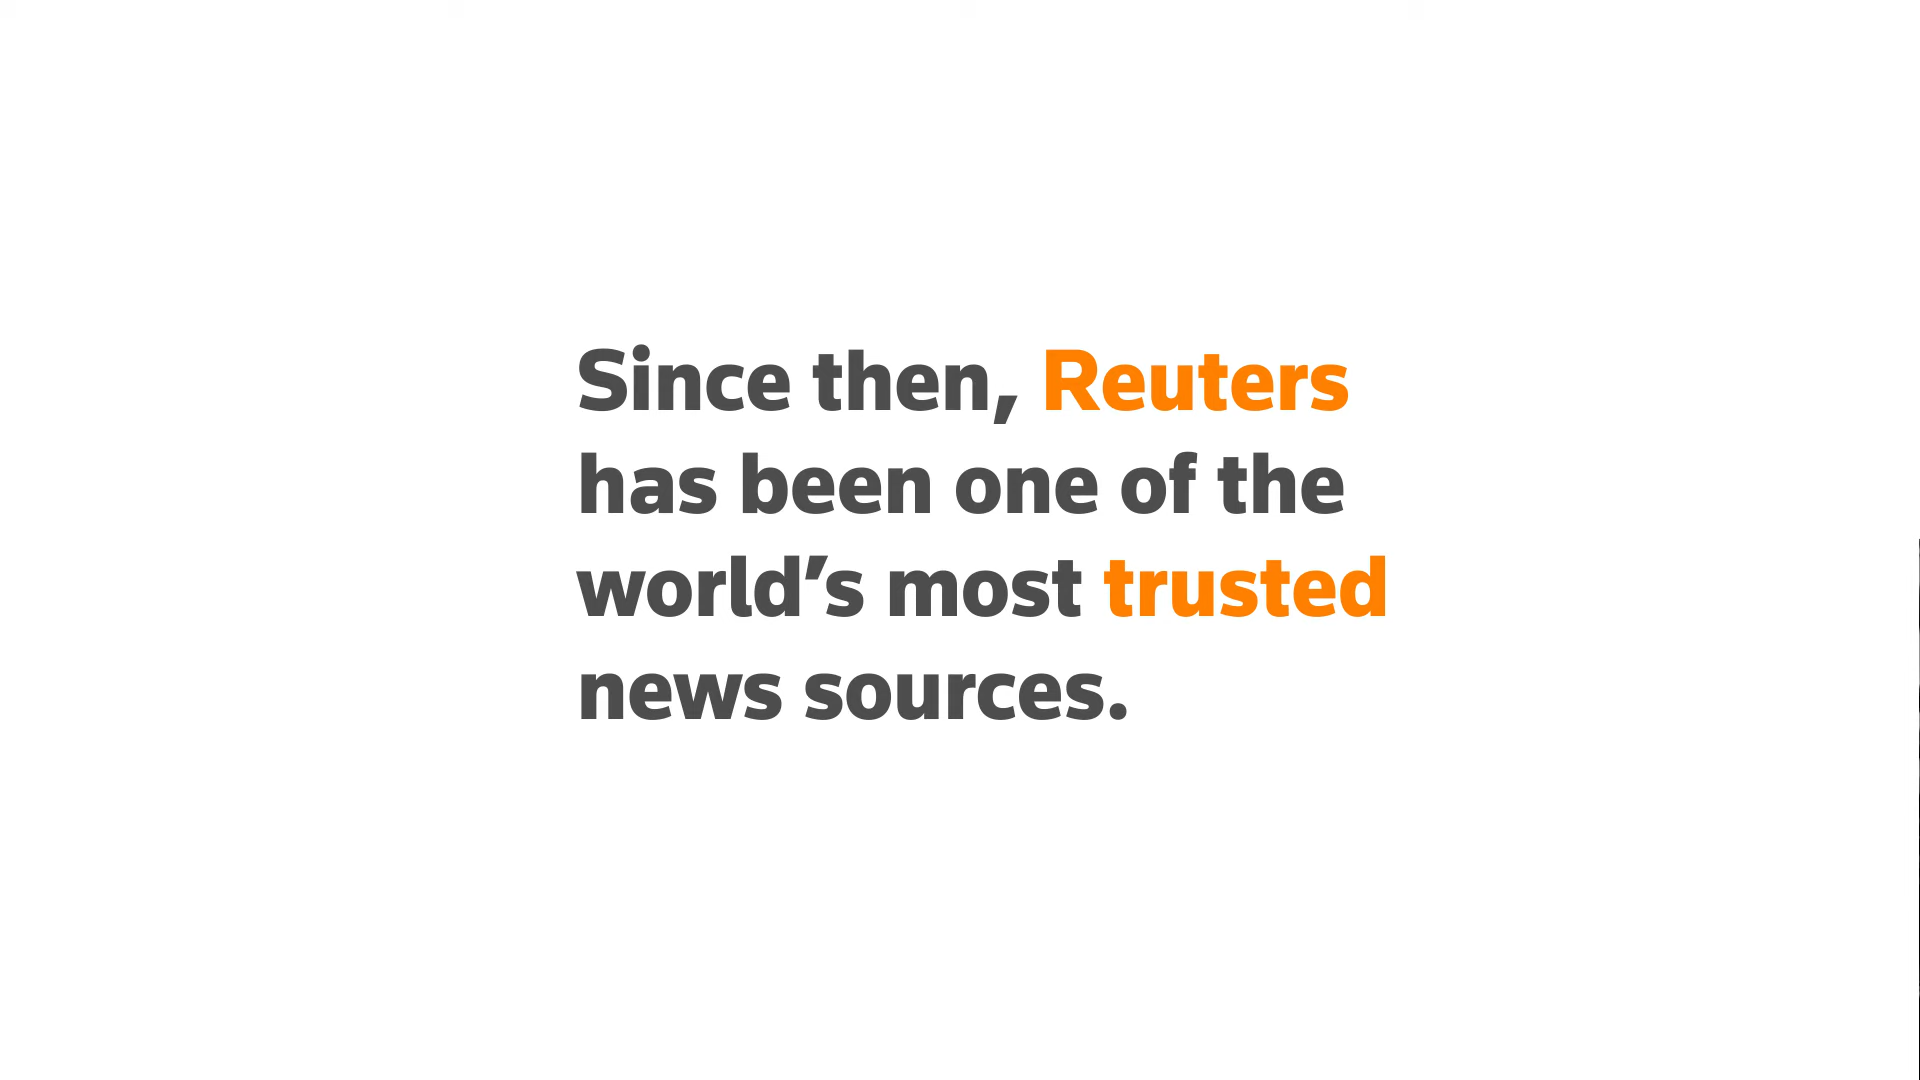 Since then, Reuters
has been one of the
world’s most trusted
news sources.